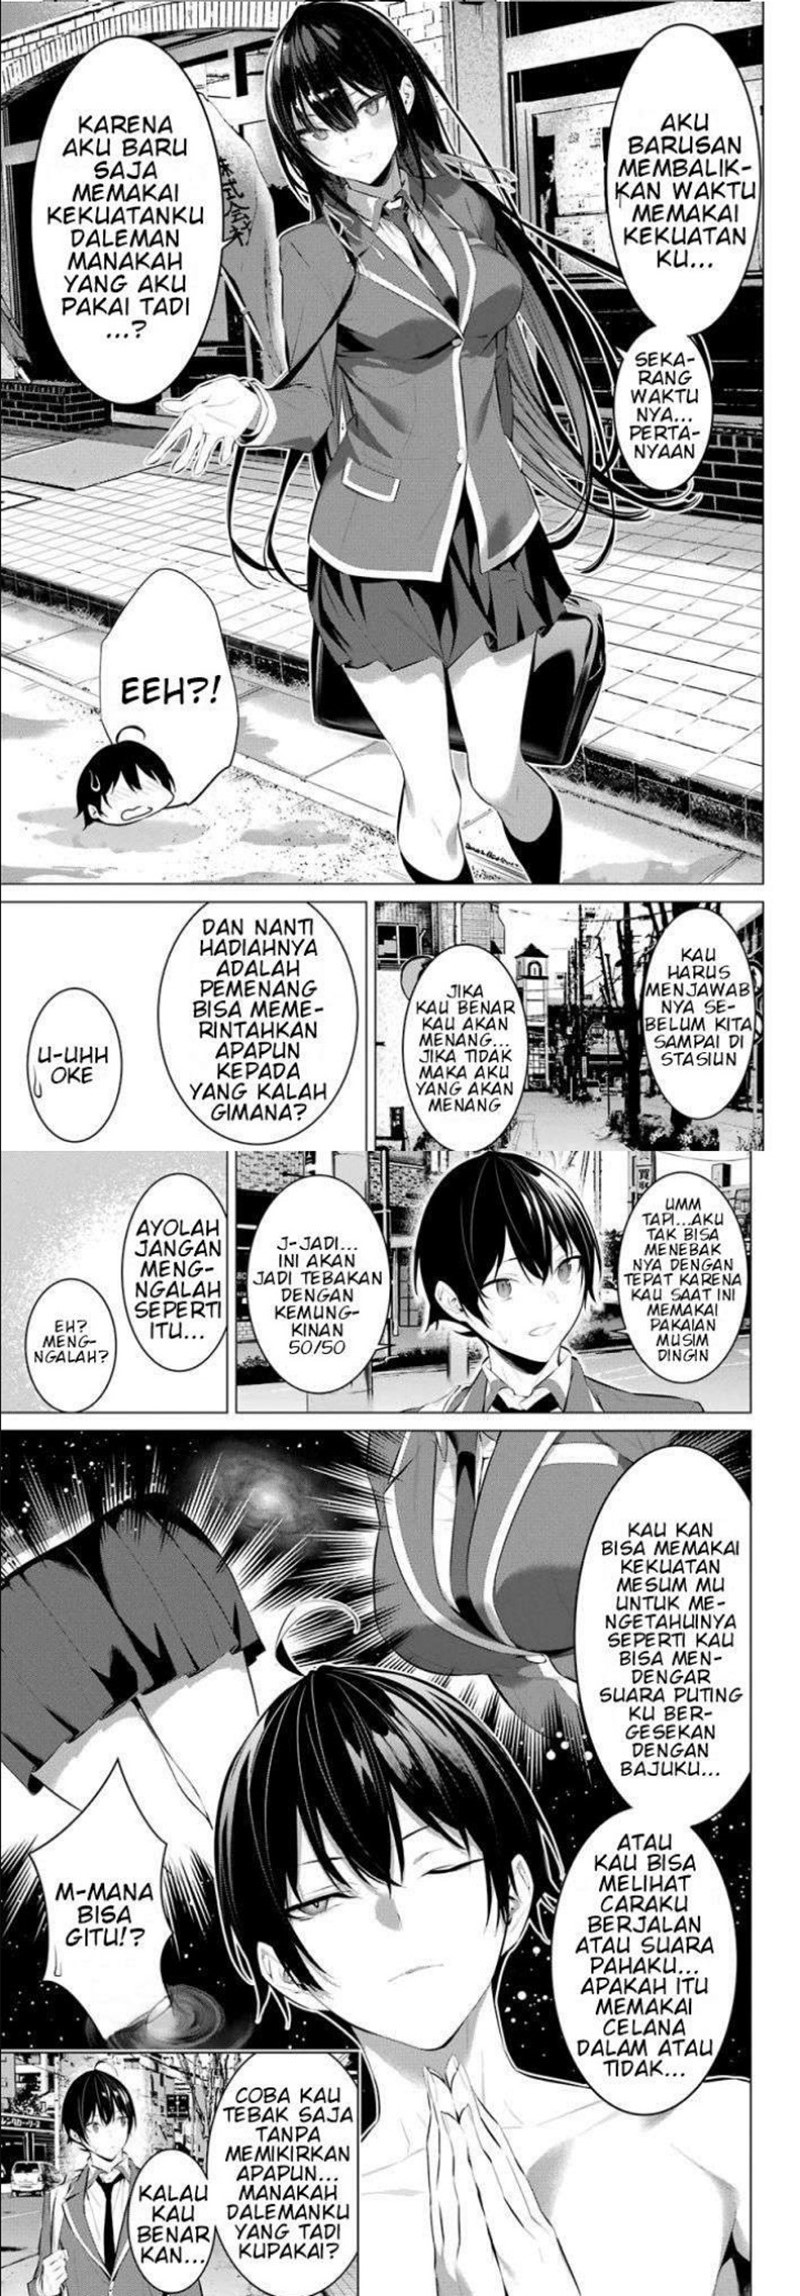 AKU
BARUSAN
MEMBALIK-
KAN WAKTU
MEMAKAI
KEKUATAN
KU...
SEKA-
RANG
WAKTU
NYA...
PERTA-
NYAAN
KARENA
AKU BARU
SAJA
MEMAKAI
KEKUATANKU
DALEMAN
MANAKAH
YANG AKU
PAKAI TADI
...?
株式会社
EEH?!
KAU
HARUS
MENJAWAB
NYA SE-
BELUM KITA
SAMPAI DI
STASIUN
JIKA
KAU BENAR
KAU AKAN
MENANG...
JIKA TIDAK
MAKA AKU
YANG AKAN
MENANG
DAN NANTI
HADIAHNYA
ADALAH
PEMENANG
BISA MEME-
RINTAHKAN
APAPUN
KEPADA
YANG KALAH
GIMANA?
U-UHH
OKE
UMM
TAPI...AKU
TAK BISA
MENEBAK
NYA DENGAN
TEPAT KARENA
KAU SAAT INI
MEMAKAI
PAKAIAN
MUSIM
DINGIN
J-JADI...
INI AKAN
JADI TEBAKAN
DENGAN
KEMUNG-
KINAN
50/50
AYOLAH
JANGAN
MENG-
NGALAH
SEPERTI
ITU...
EH?
MENG-
NGALAH?
KAU KAN
BISA MEMAKAI
KEKUATAN
MESUM MU
UNTUK ME-
NGETAHUINYA
SEPERTI KAU
BISA MEN-
DENGAR
SUARA PUTING
KU BER-
GESEKAN
DENGAN
BAJUKU...
ATAU
KAU BISA
MELIHAT
CARAKU
BERJALAN
ATAU SUARA
PAHAKU...
APAKAH ITU
MEMAKAI
CELANA
DALAM ATAU
TIDAK...
M-MANA
BISA
GITU!?
COBA KAU
TEBAK SAJA
TANPA
MEMIKIRKAN
APAPUN...
MANAKAH
DALEMANKU
YANG TADI
KUPAKAI?
KALAU
KAU
BENAR
KAN...